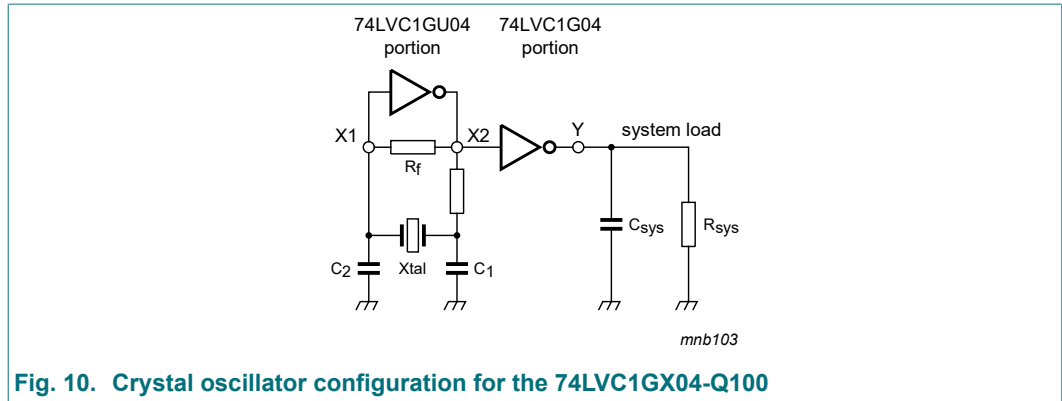 74LVC1GU04 74LVC1G04
portion portion
X1 X2 Y system load
Rf
Csys Rsys
C2 Xtal C1
mnb103
Fig. 10. Crystal oscillator configuration for the 74LVC1GX04-Q100